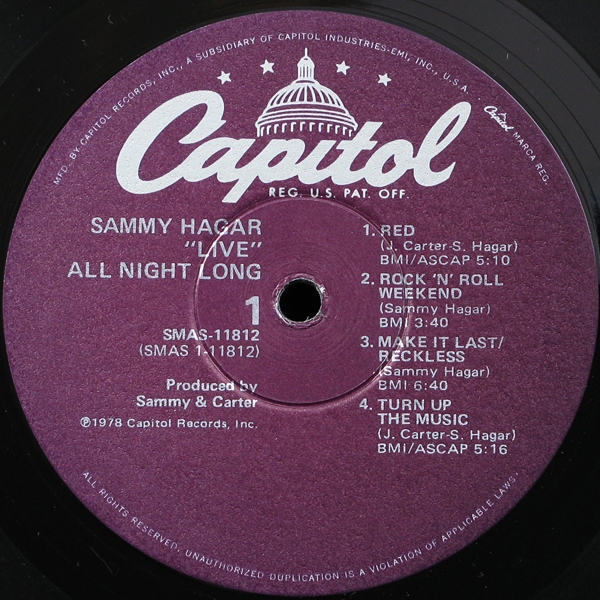 MFD. BY CAPITOL RECORDS, INC., A SUBSIDIARY OF CAPITOL INDUSTRIES-EMI, INC., U.S.A.
Capitol MARCA REG.
Capitol
REG. U.S. PAT. OFF.
SAMMY HAGAR
"LIVE"
ALL NIGHT LONG
1
SMAS-11812
(SMAS 1-11812)
Produced by
Sammy & Carter
℗1978 Capitol Records, Inc.
1. RED
(J. Carter-S. Hagar)
BMI/ASCAP 5:10
2. ROCK 'N' ROLL
WEEKEND
(Sammy Hagar)
BMI 3:40
3. MAKE IT LAST/
RECKLESS
(Sammy Hagar)
BMI 6:40
4. TURN UP
THE MUSIC
(J. Carter-S. Hagar)
BMI/ASCAP 5:16
ALL RIGHTS RESERVED. UNAUTHORIZED DUPLICATION IS A VIOLATION OF APPLICABLE LAWS.